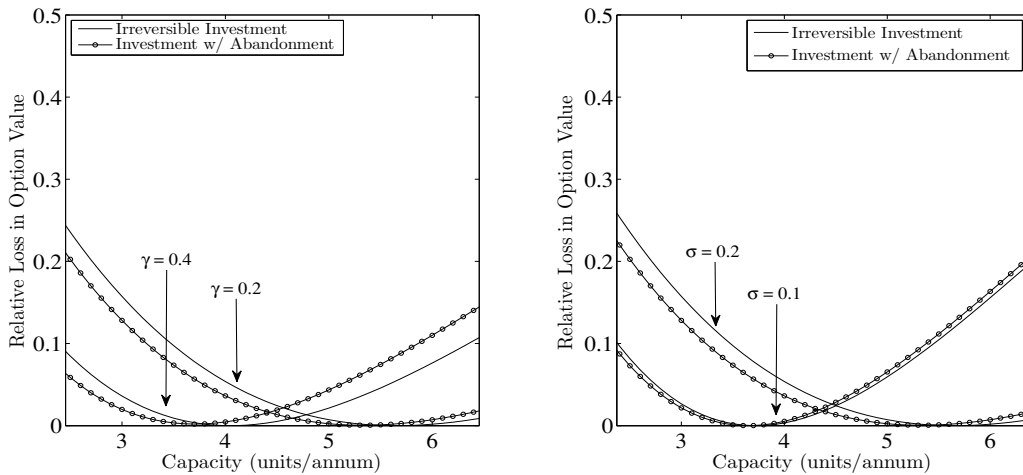 0.5
0.4
0.3
0.2
0.1
0
3
4
5
6
Relative Loss in Option Value
Capacity (units/annum)
Irreversible Investment
Investment w/ Abandonment
γ = 0.4
γ = 0.2
0.5
0.4
0.3
0.2
0.1
0
3
4
5
6
Relative Loss in Option Value
Capacity (units/annum)
Irreversible Investment
Investment w/ Abandonment
σ = 0.2
σ = 0.1